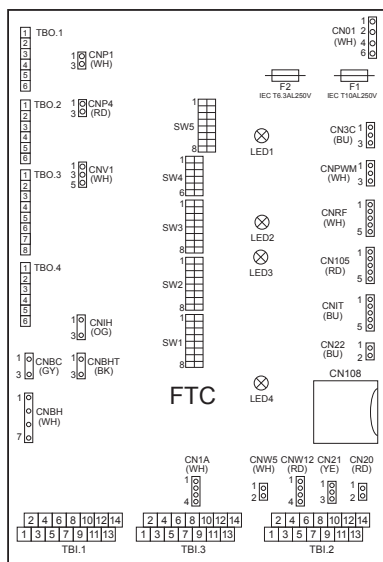 TBO.1
1
2
3
4
5
6
CNP1
(WH)
1
3
CN01
(WH)
1
2
4
6
F2
IEC T6.3AL250V
F1
IEC T10AL250V
TBO.2
1
2
3
4
5
6
CNP4
(RD)
1
3
SW5
1
8
LED1
CN3C
(BU)
1
3
TBO.3
1
2
3
4
5
6
7
8
CNV1
(WH)
1
3
5
SW4
1
6
CNPWM
(WH)
1
3
SW3
1
8
LED2
CNRF
(WH)
1
5
TBO.4
1
2
3
4
5
6
SW2
1
8
LED3
CN105
(RD)
1
5
CNIH
(OG)
1
3
SW1
1
8
CNIT
(BU)
1
5
CNBC
(GY)
1
3
CNBHT
(BK)
1
3
CN22
(BU)
1
2
CNBH
(WH)
1
7
FTC
LED4
CN108
CN1A
(WH)
1
4
CNW5
(WH)
1
2
CNW12
(RD)
1
4
CN21
(YE)
1
3
CN20
(RD)
1
2
2 4 6 8 10 12 14
1 3 5 7 9 11 13
TBI.1
2 4 6 8 10 12 14
1 3 5 7 9 11 13
TBI.3
2 4 6 8 10 12 14
1 3 5 7 9 11 13
TBI.2